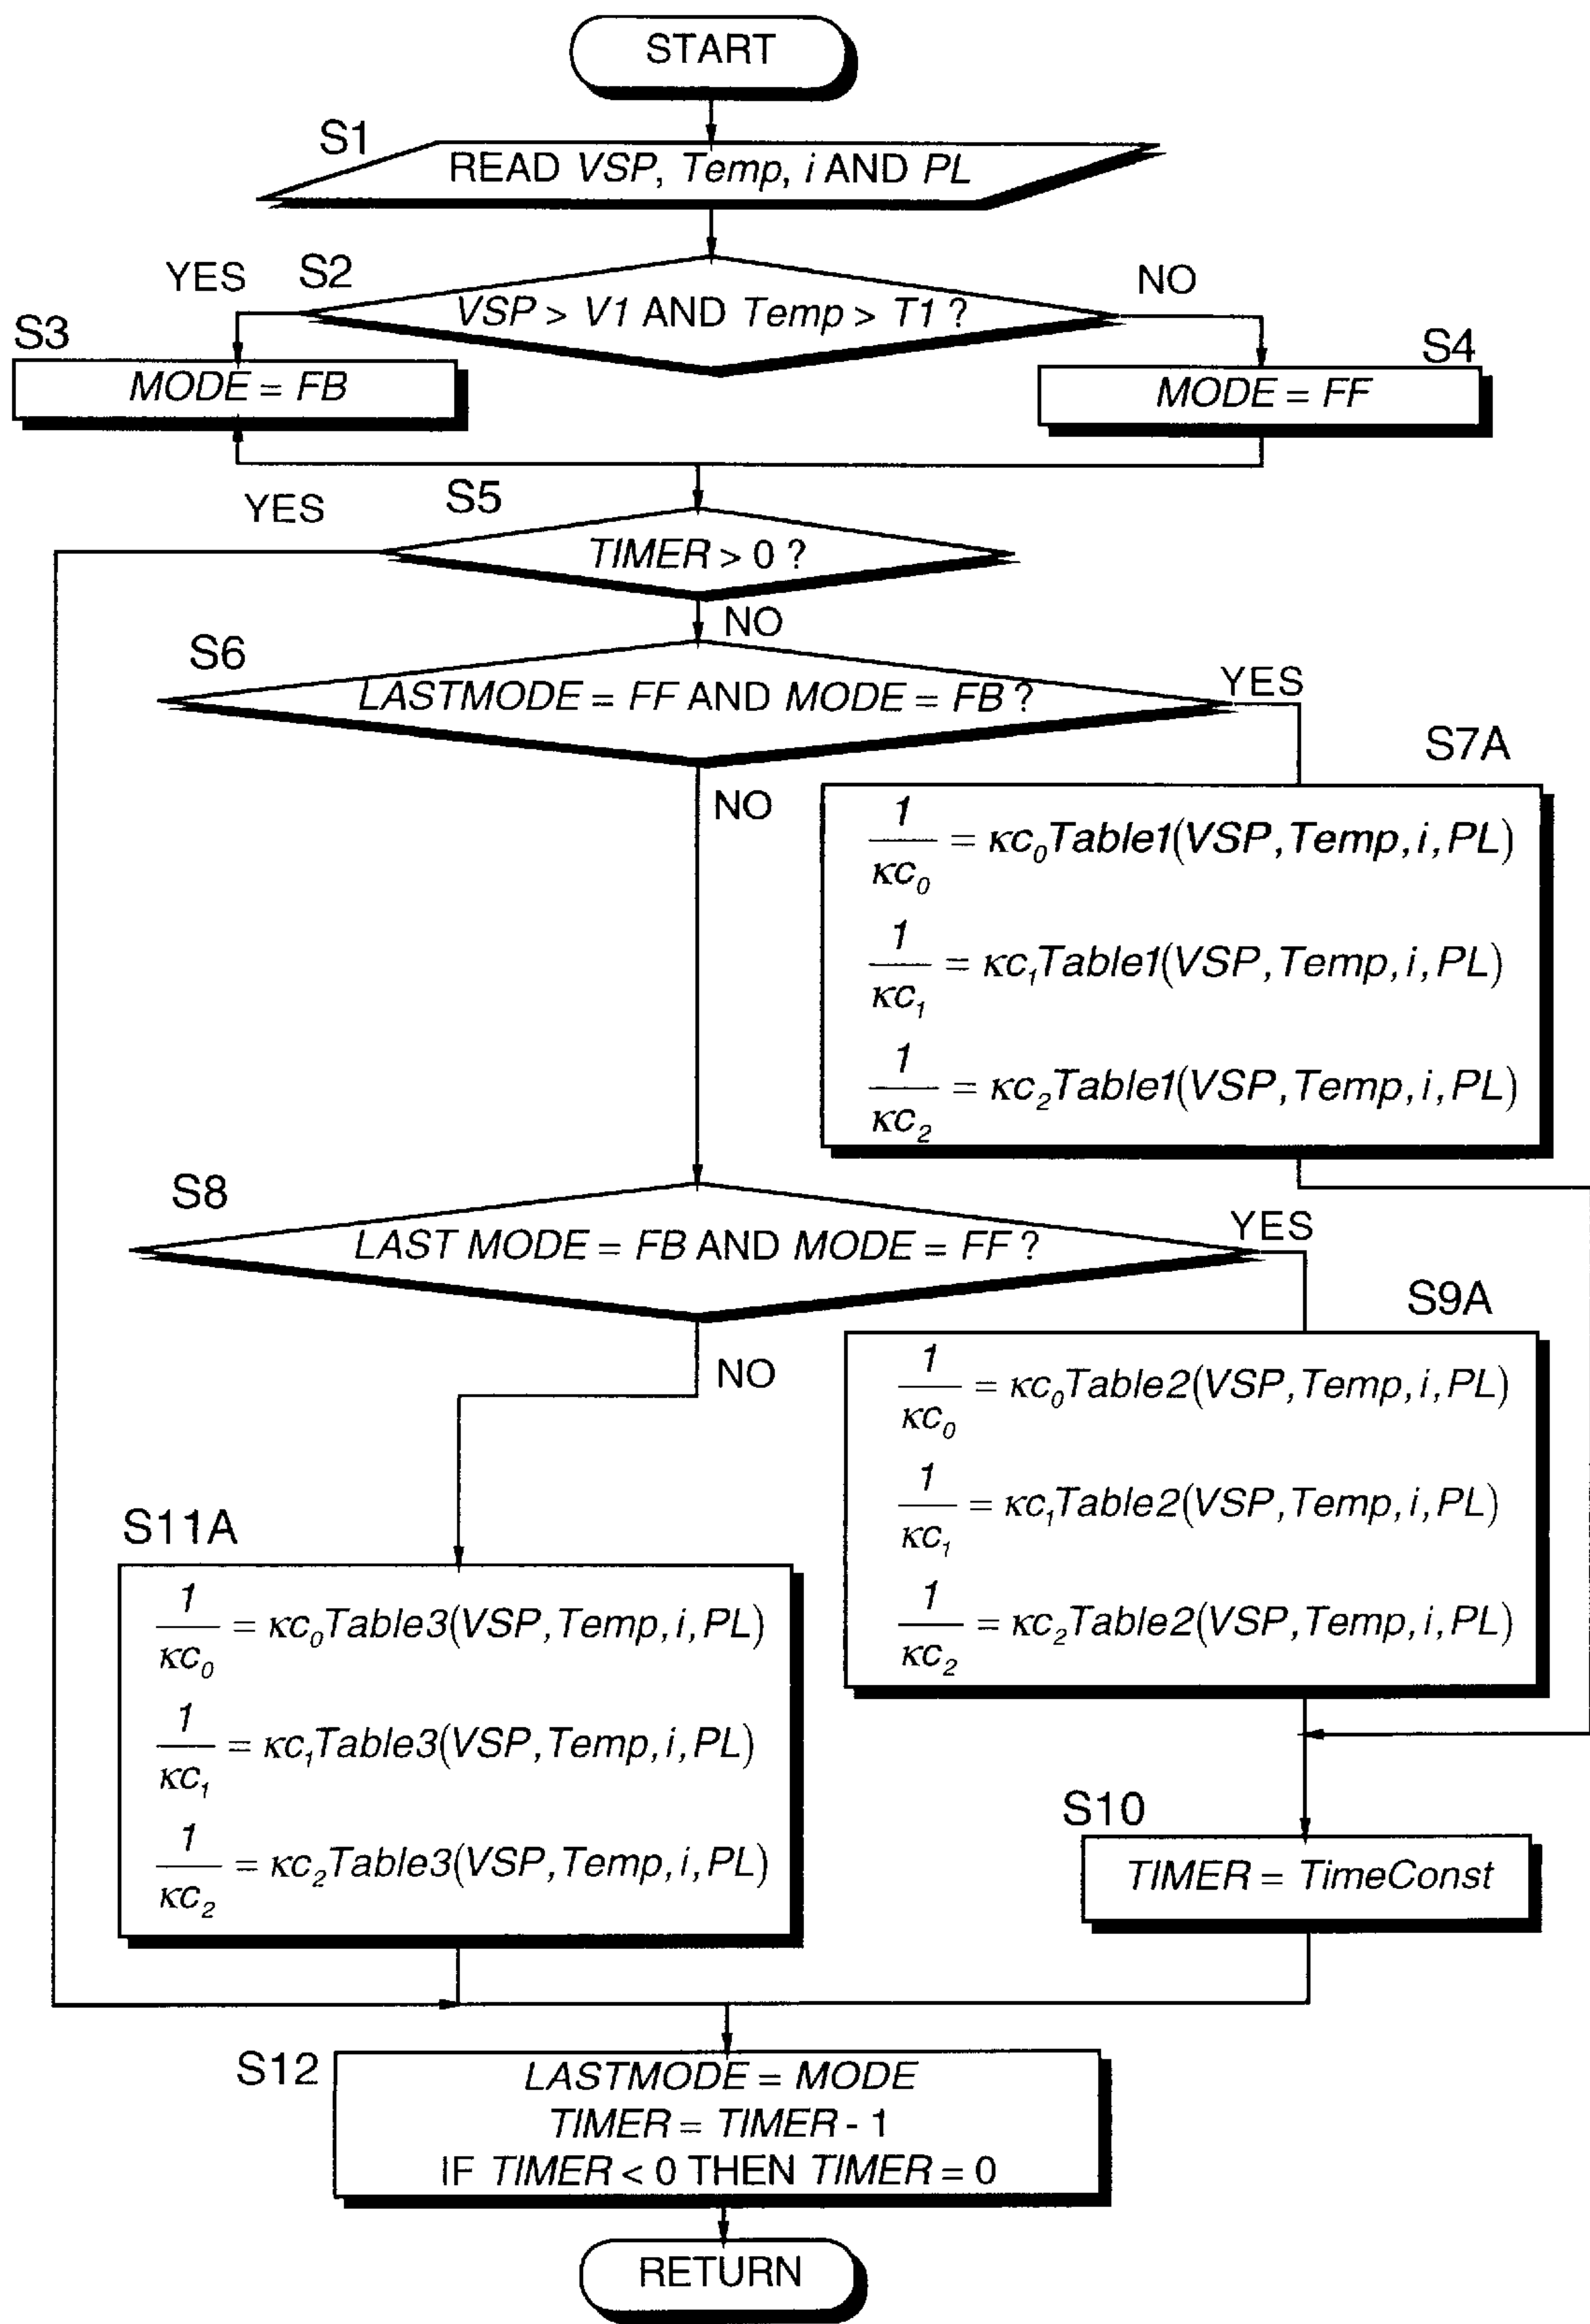 START
S1
READ VSP, Temp, i AND PL
S2
YES
NO
VSP > V1 AND Temp > T1 ?
S3
MODE = FB
S4
MODE = FF
S5
YES
TIMER > 0 ?
NO
S6
LASTMODE = FF AND MODE = FB ?
YES
NO
S7A
1/κc₀ = κc₀Table1(VSP,Temp,i,PL)
1/κc₁ = κc₁Table1(VSP,Temp,i,PL)
1/κc₂ = κc₂Table1(VSP,Temp,i,PL)
S8
LAST MODE = FB AND MODE = FF ?
YES
NO
S9A
1/κc₀ = κc₀Table2(VSP,Temp,i,PL)
1/κc₁ = κc₁Table2(VSP,Temp,i,PL)
1/κc₂ = κc₂Table2(VSP,Temp,i,PL)
S11A
1/κc₀ = κc₀Table3(VSP,Temp,i,PL)
1/κc₁ = κc₁Table3(VSP,Temp,i,PL)
1/κc₂ = κc₂Table3(VSP,Temp,i,PL)
S10
TIMER = TimeConst
S12
LASTMODE = MODE
TIMER = TIMER - 1
IF TIMER < 0 THEN TIMER = 0
RETURN